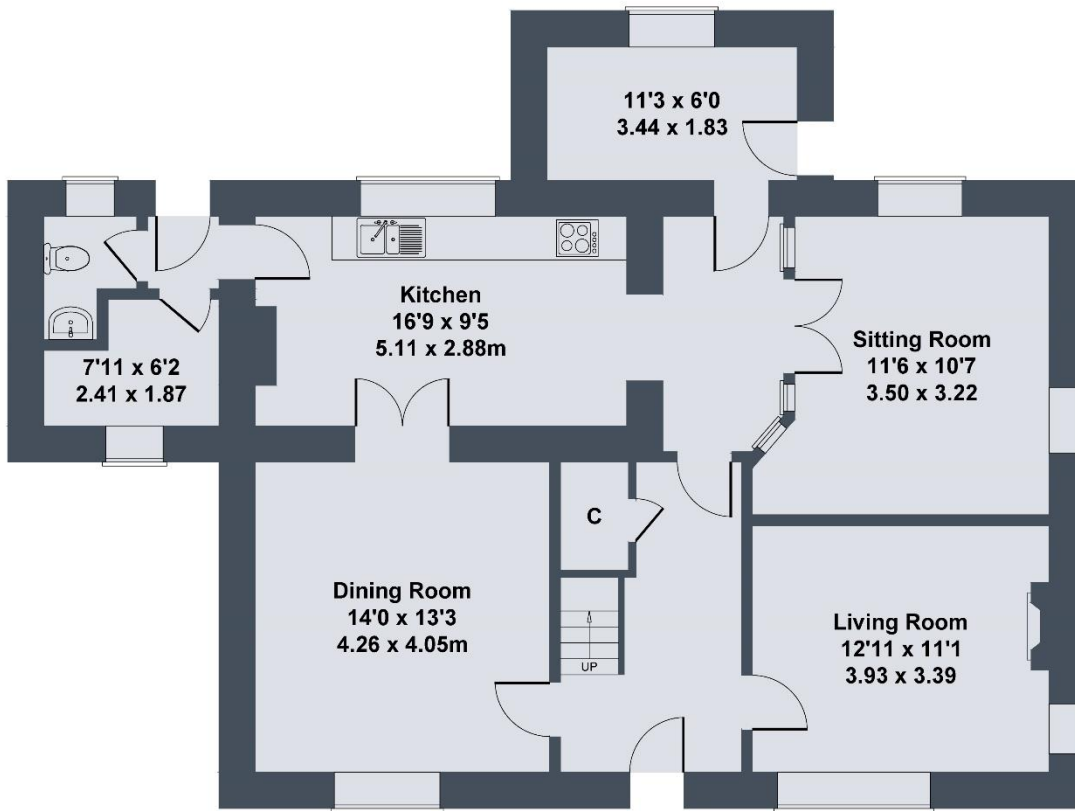 11'3 x 6'0
3.44 x 1.83
Kitchen
16'9 x 9'5
5.11 x 2.88m
Sitting Room
11'6 x 10'7
3.50 x 3.22
7'11 x 6'2
2.41 x 1.87
C
Dining Room
14'0 x 13'3
4.26 x 4.05m
UP
Living Room
12'11 x 11'1
3.93 x 3.39